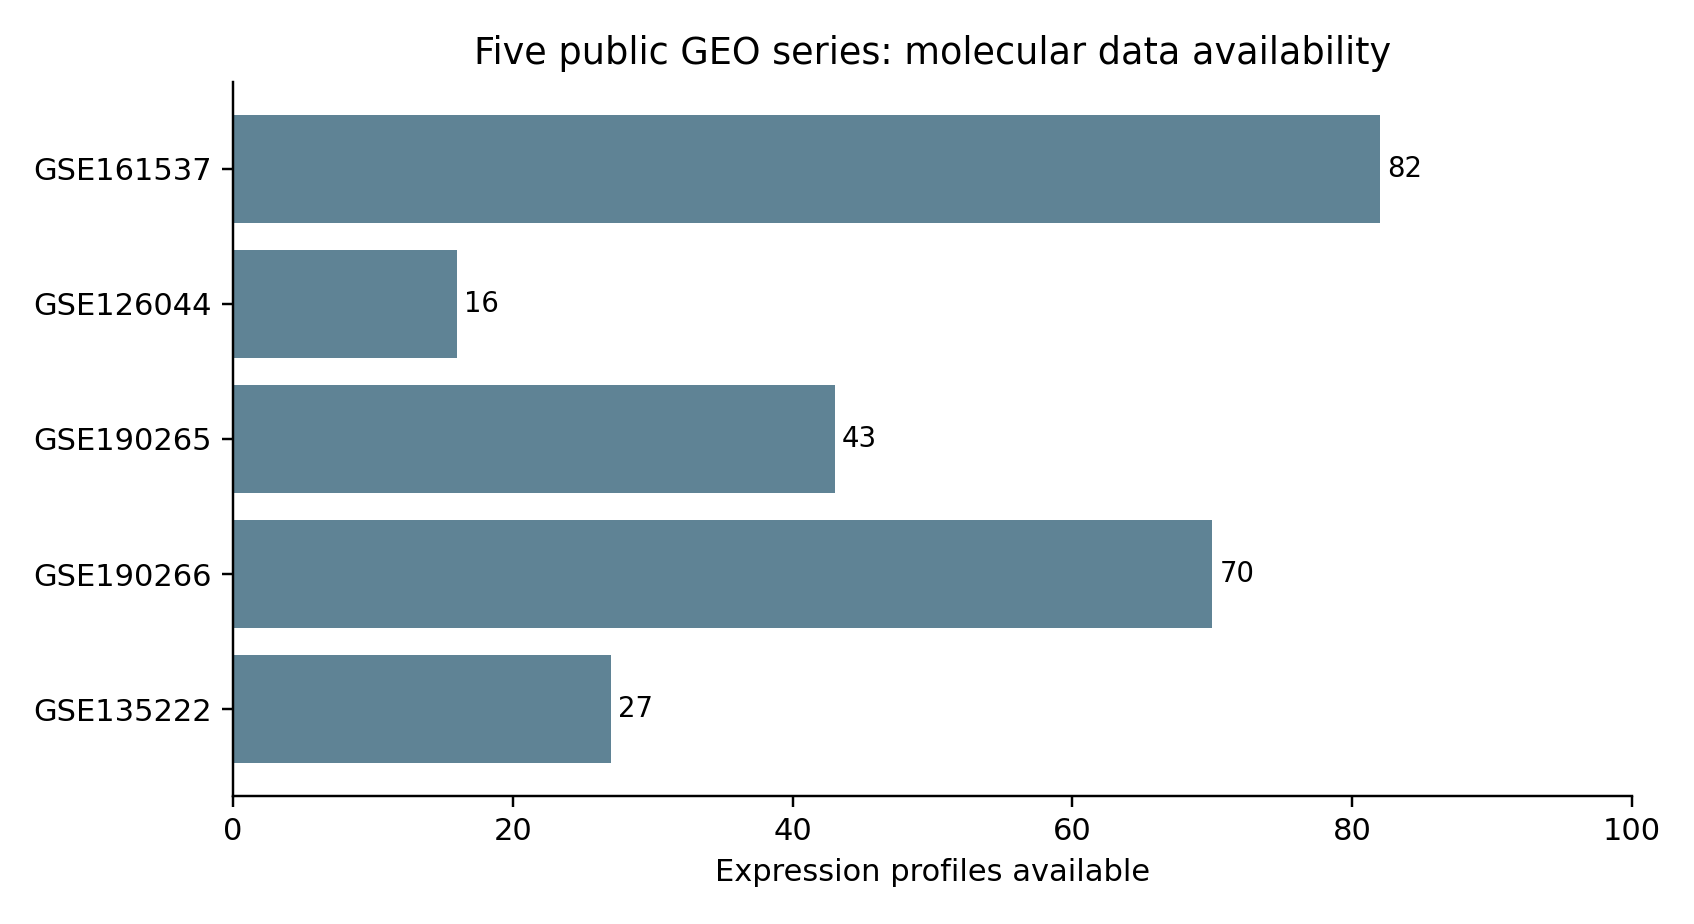 Five public GEO series: molecular data availability
GSE161537
82
GSE126044
16
GSE190265
43
GSE190266
70
GSE135222
27
0 20 40 60 80 100
Expression profiles available